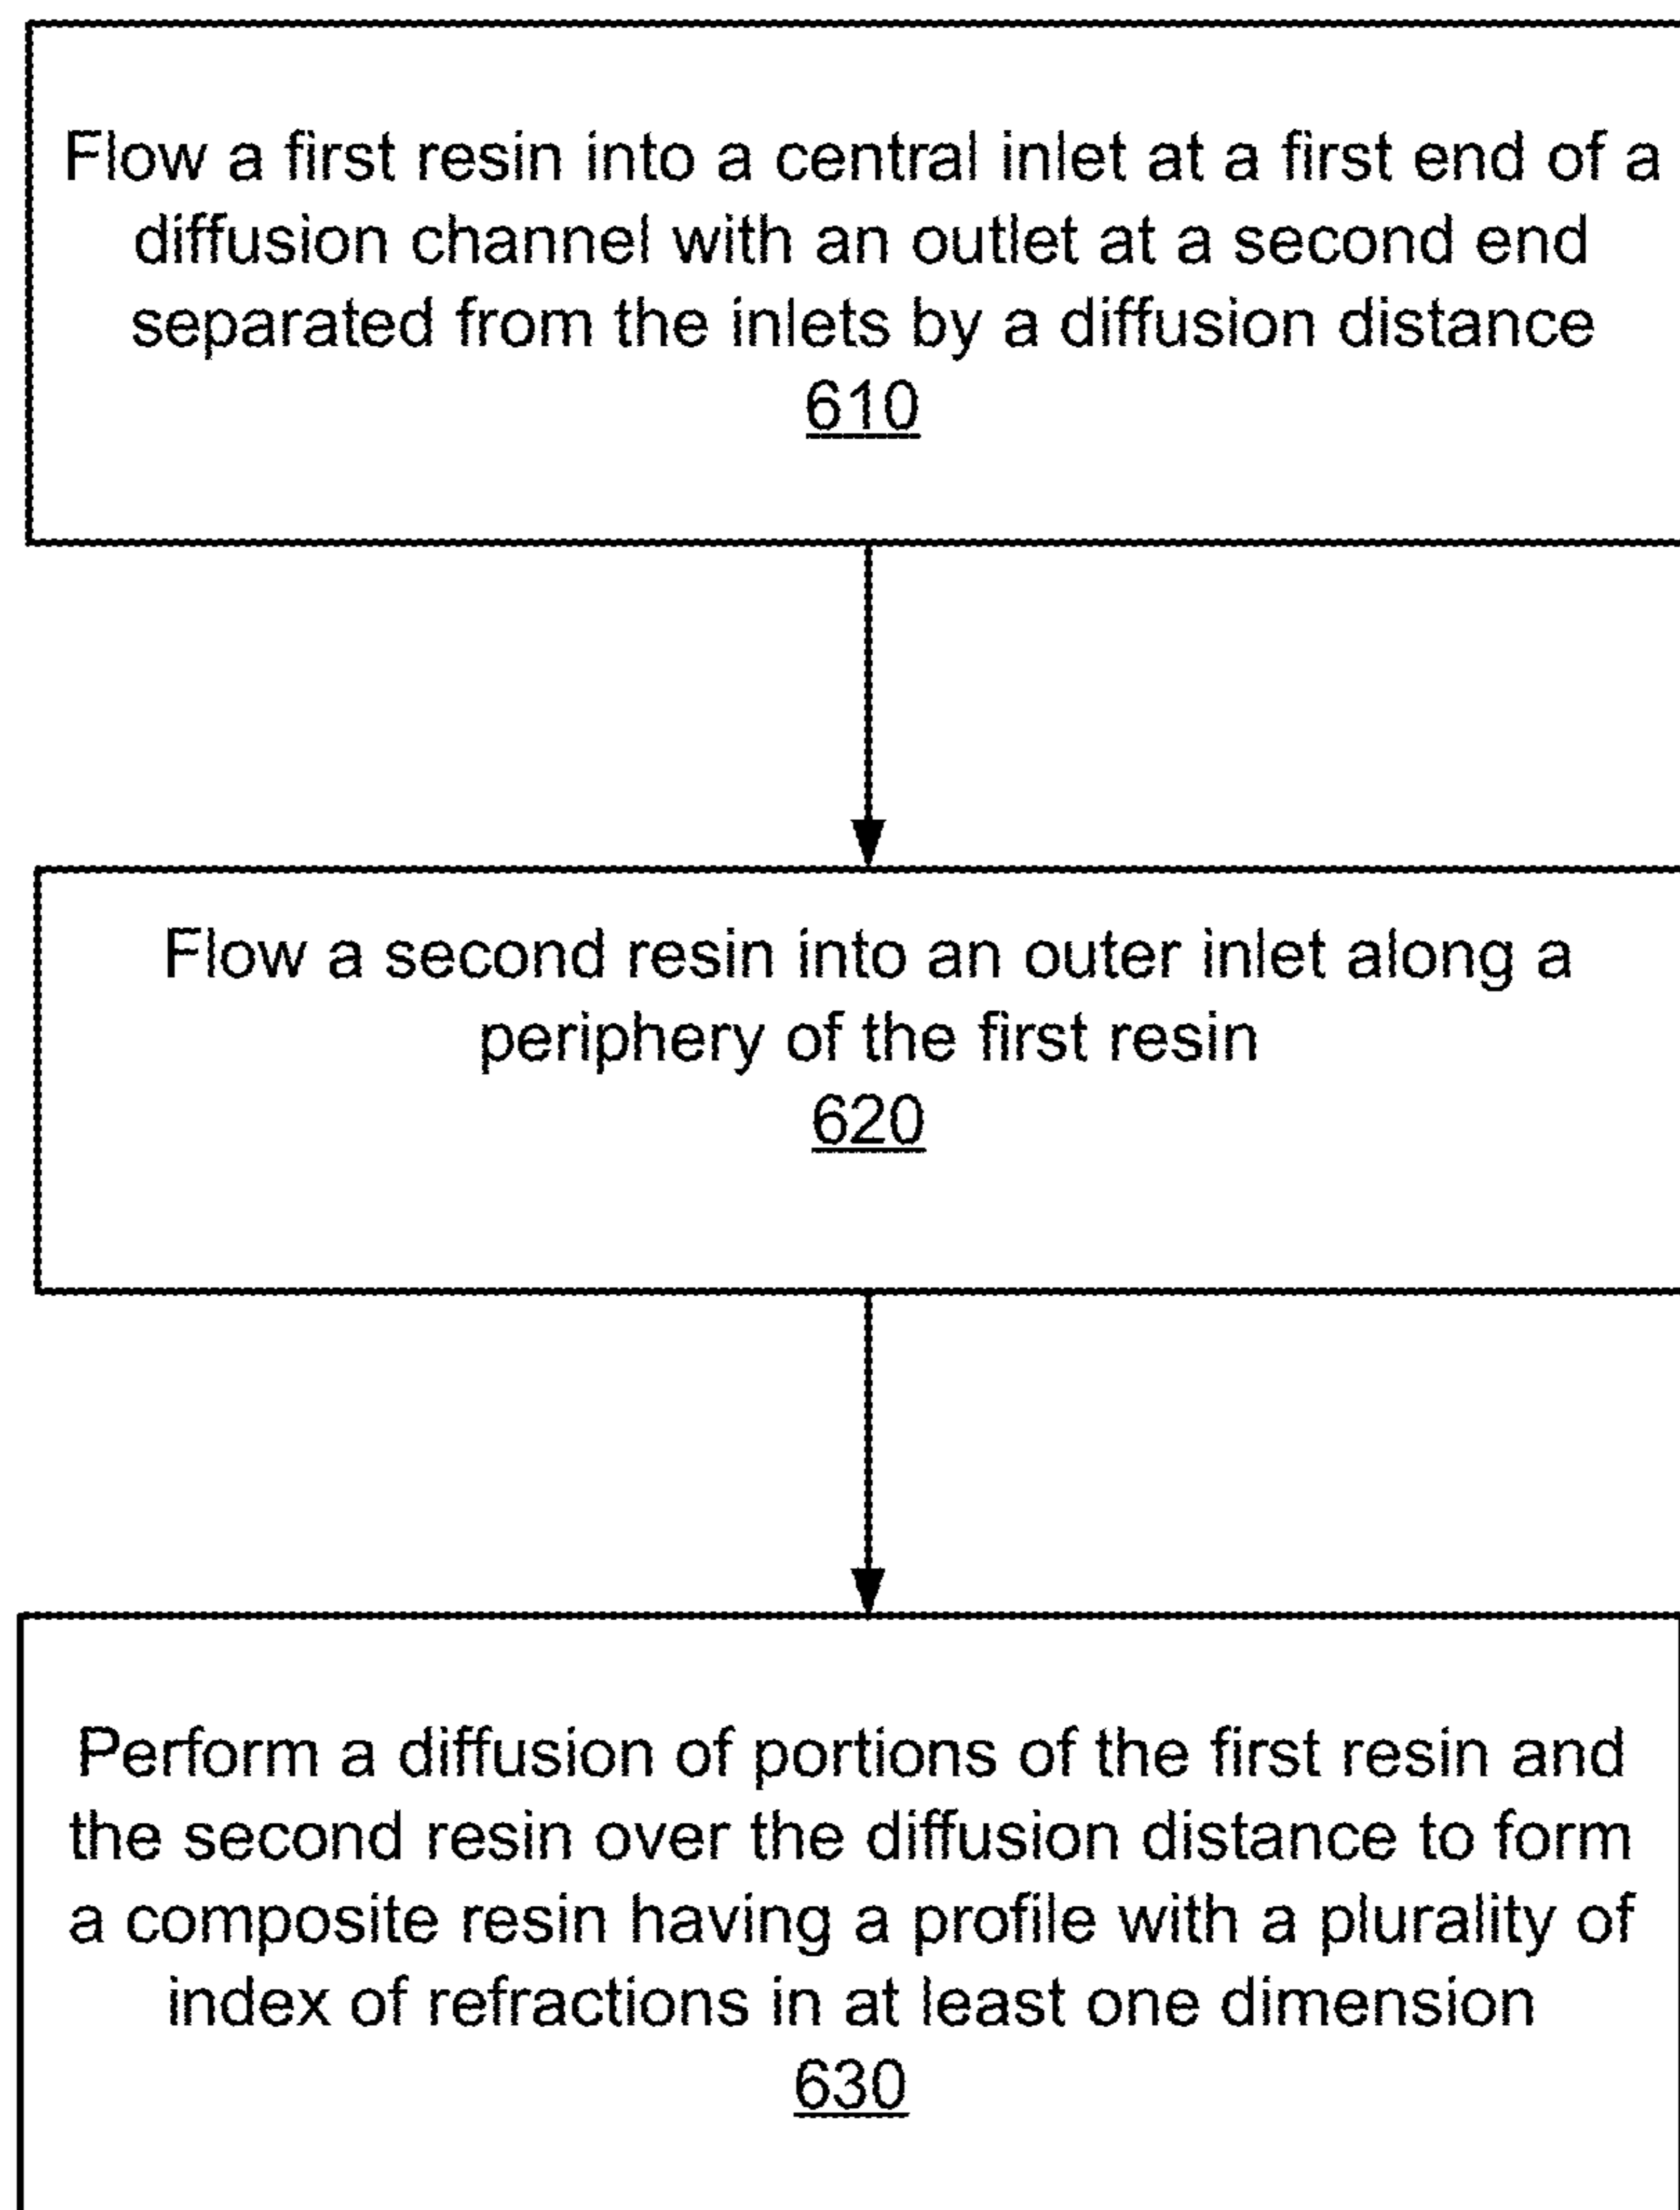 Flow a first resin into a central inlet at a first end of a
diffusion channel with an outlet at a second end
separated from the inlets by a diffusion distance
610
Flow a second resin into an outer inlet along a
periphery of the first resin
620
Perform a diffusion of portions of the first resin and
the second resin over the diffusion distance to form
a composite resin having a profile with a plurality of
index of refractions in at least one dimension
630